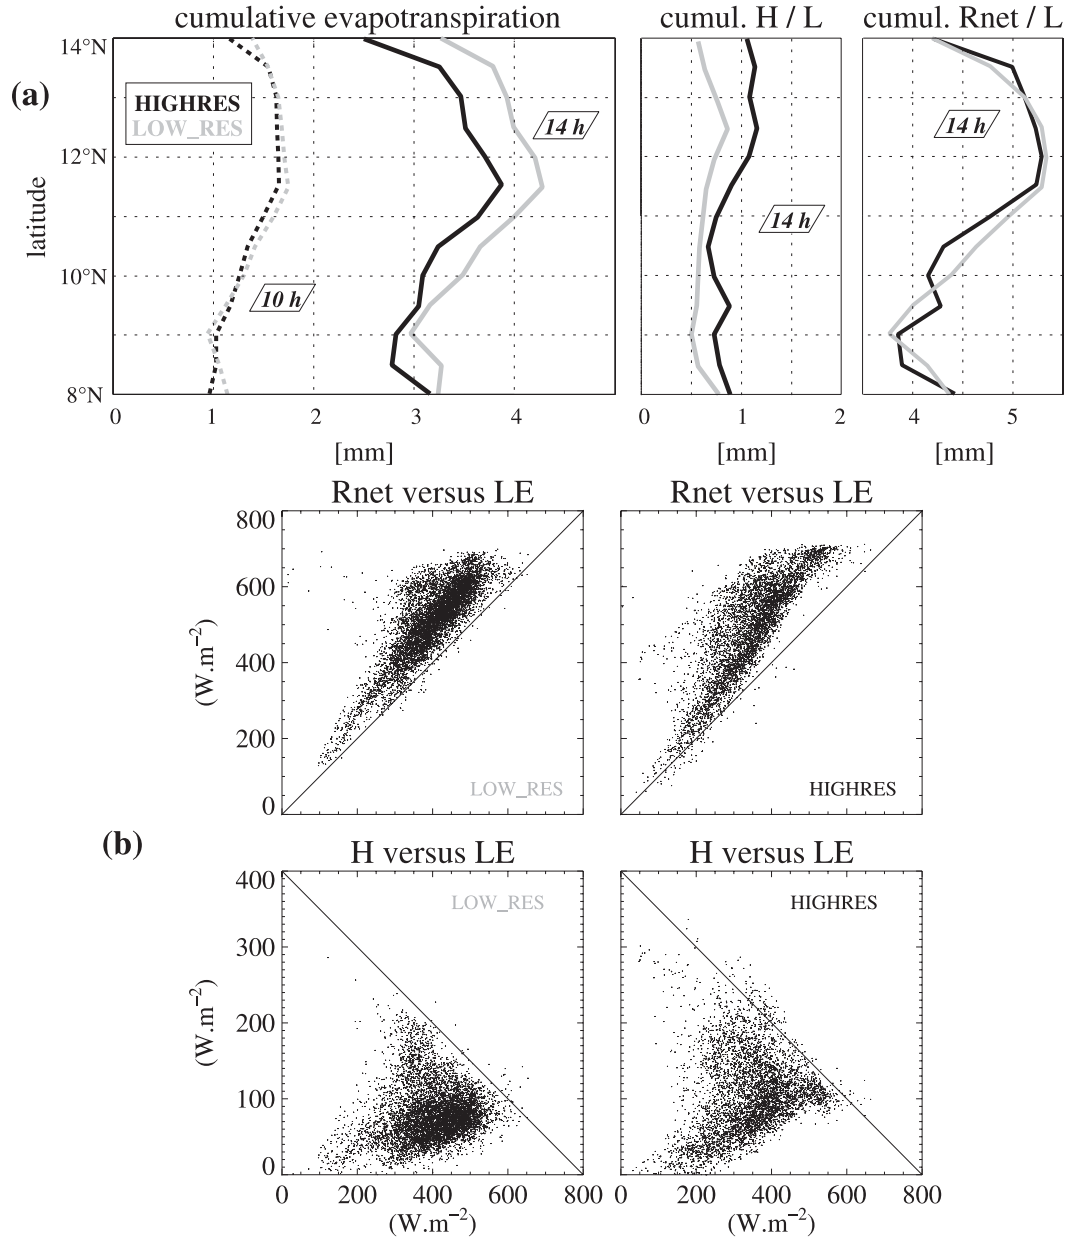 cumulative evapotranspiration
cumul. H / L
cumul. Rnet / L
(a)
14°N
12°N
10°N
8°N
latitude
HIGHRES
LOW_RES
14 h
10 h
14 h
14 h
0 1 2 3 4
0 1 2
4 5
[mm]
[mm]
[mm]
Rnet versus LE
Rnet versus LE
800
600
400
200
0
(W.m−2)
LOW_RES
HIGHRES
(b)
H versus LE
H versus LE
400
300
200
100
0
(W.m−2)
LOW_RES
HIGHRES
0 200 400 600 800
0 200 400 600 800
(W.m−2)
(W.m−2)